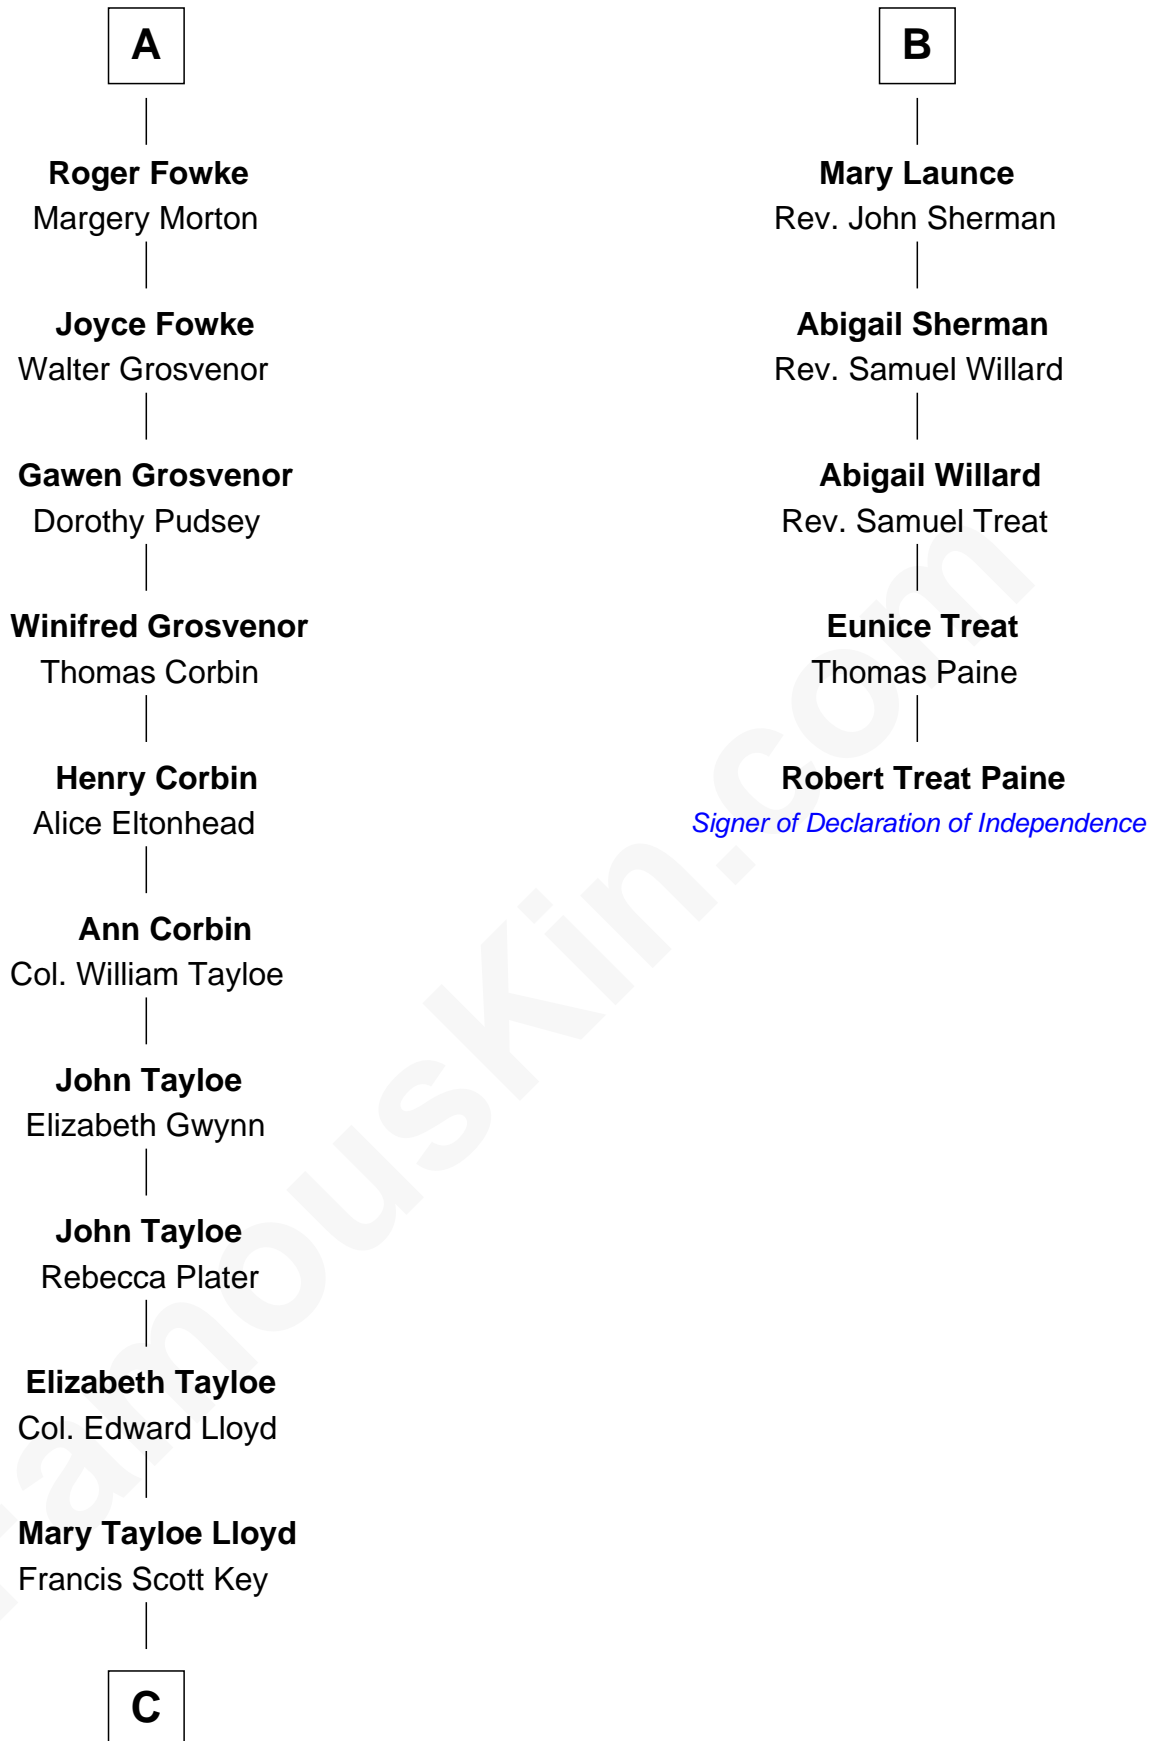 A
Roger Fowke
Margery Morton
Joyce Fowke
Walter Grosvenor
Gawen Grosvenor
Dorothy Pudsey
Winifred Grosvenor
Thomas Corbin
Henry Corbin
Alice Eltonhead
Ann Corbin
Col. William Tayloe
John Tayloe
Elizabeth Gwynn
John Tayloe
Rebecca Plater
Elizabeth Tayloe
Col. Edward Lloyd
Mary Tayloe Lloyd
Francis Scott Key
C
B
Mary Launce
Rev. John Sherman
Abigail Sherman
Rev. Samuel Willard
Abigail Willard
Rev. Samuel Treat
Eunice Treat
Thomas Paine
Robert Treat Paine
Signer of Declaration of Independence
FamousKin.com